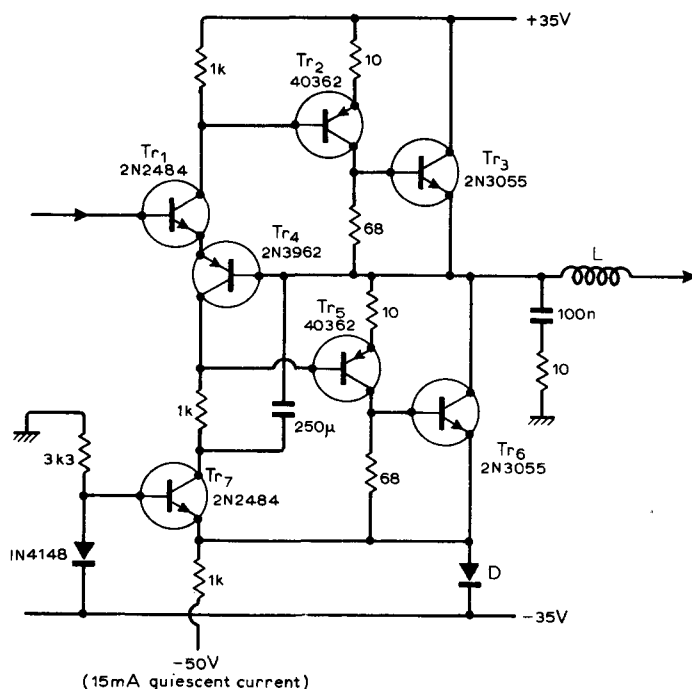 +35V
1k
Tr2
40362
10
Tr1
2N2484
Tr3
2N3055
68
Tr4
2N3962
L
100n
10
Tr5
40362
10
1k
250µ
Tr6
2N3055
3k3
Tr7
2N2484
68
IN4148
1k
D
-35V
-50V
(15mA quiescent current)